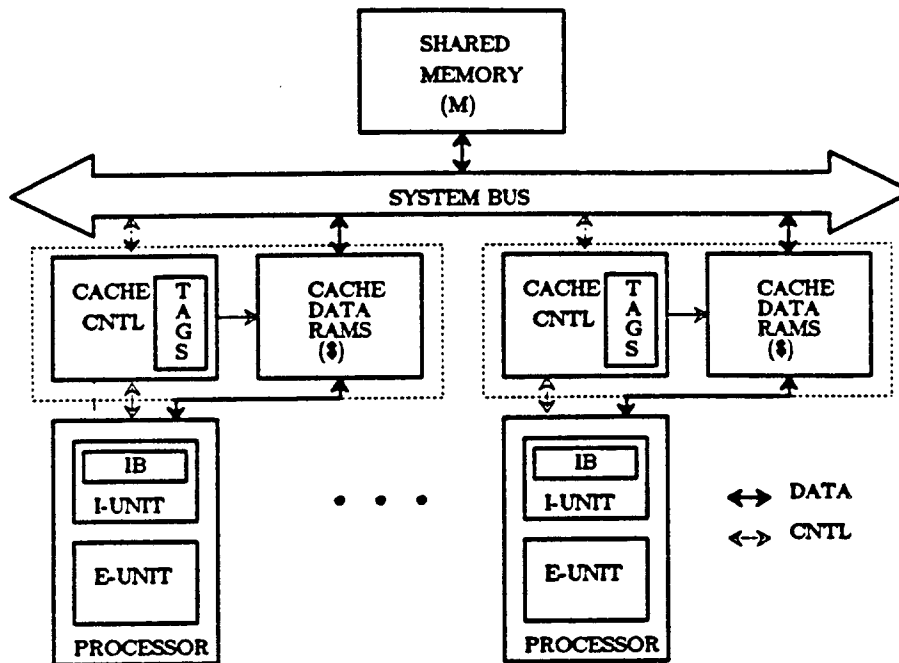 SHARED
MEMORY
(M)
SYSTEM BUS
CACHE
CNTL
T
A
G
S
CACHE
DATA
RAMS
($)
CACHE
CNTL
T
A
G
S
CACHE
DATA
RAMS
($)
IB
I-UNIT
E-UNIT
PROCESSOR
• • •
IB
I-UNIT
E-UNIT
PROCESSOR
DATA
CNTL